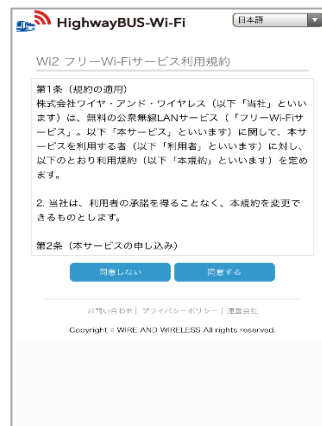 HighwayBUS-Wi-Fi
日本語
Wi2 フリーWi-Fiサービス利用規約
第1条（規約の適用）
株式会社ワイヤ・アンド・ワイヤレス（以下「当社」といい
ます）は、無料の公衆無線LANサービス（「フリーWi-Fiサ
ービス」。以下「本サービス」といいます）に関して、本サ
ービスを利用する者（以下「利用者」といいます）に対し、
以下のとおり利用規約（以下「本規約」といいます）を定め
ます。
2. 当社は、利用者の承諾を得ることなく、本規約を変更で
きるものとします。
第2条（本サービスの申し込み）
同意しない
同意する
お問い合わせ| プライバシーポリシー| 運営会社
Copyright = WIRE AND WIRELESS All rights reserved.